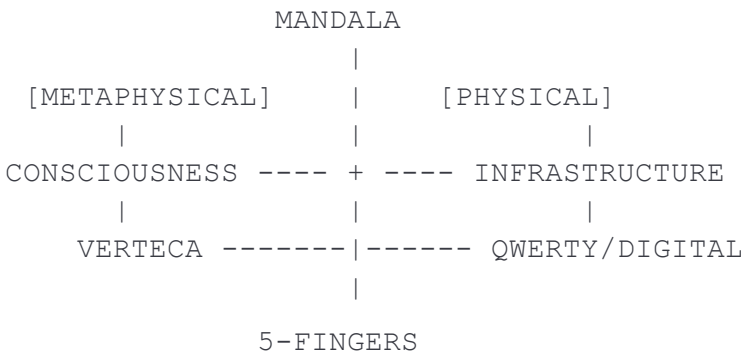 MANDALA
|
[METAPHYSICAL] | [PHYSICAL]
| | |
CONSCIOUSNESS ---- + ---- INFRASTRUCTURE
| | |
VERTECA -------|------ QWERTY/DIGITAL
|
5-FINGERS